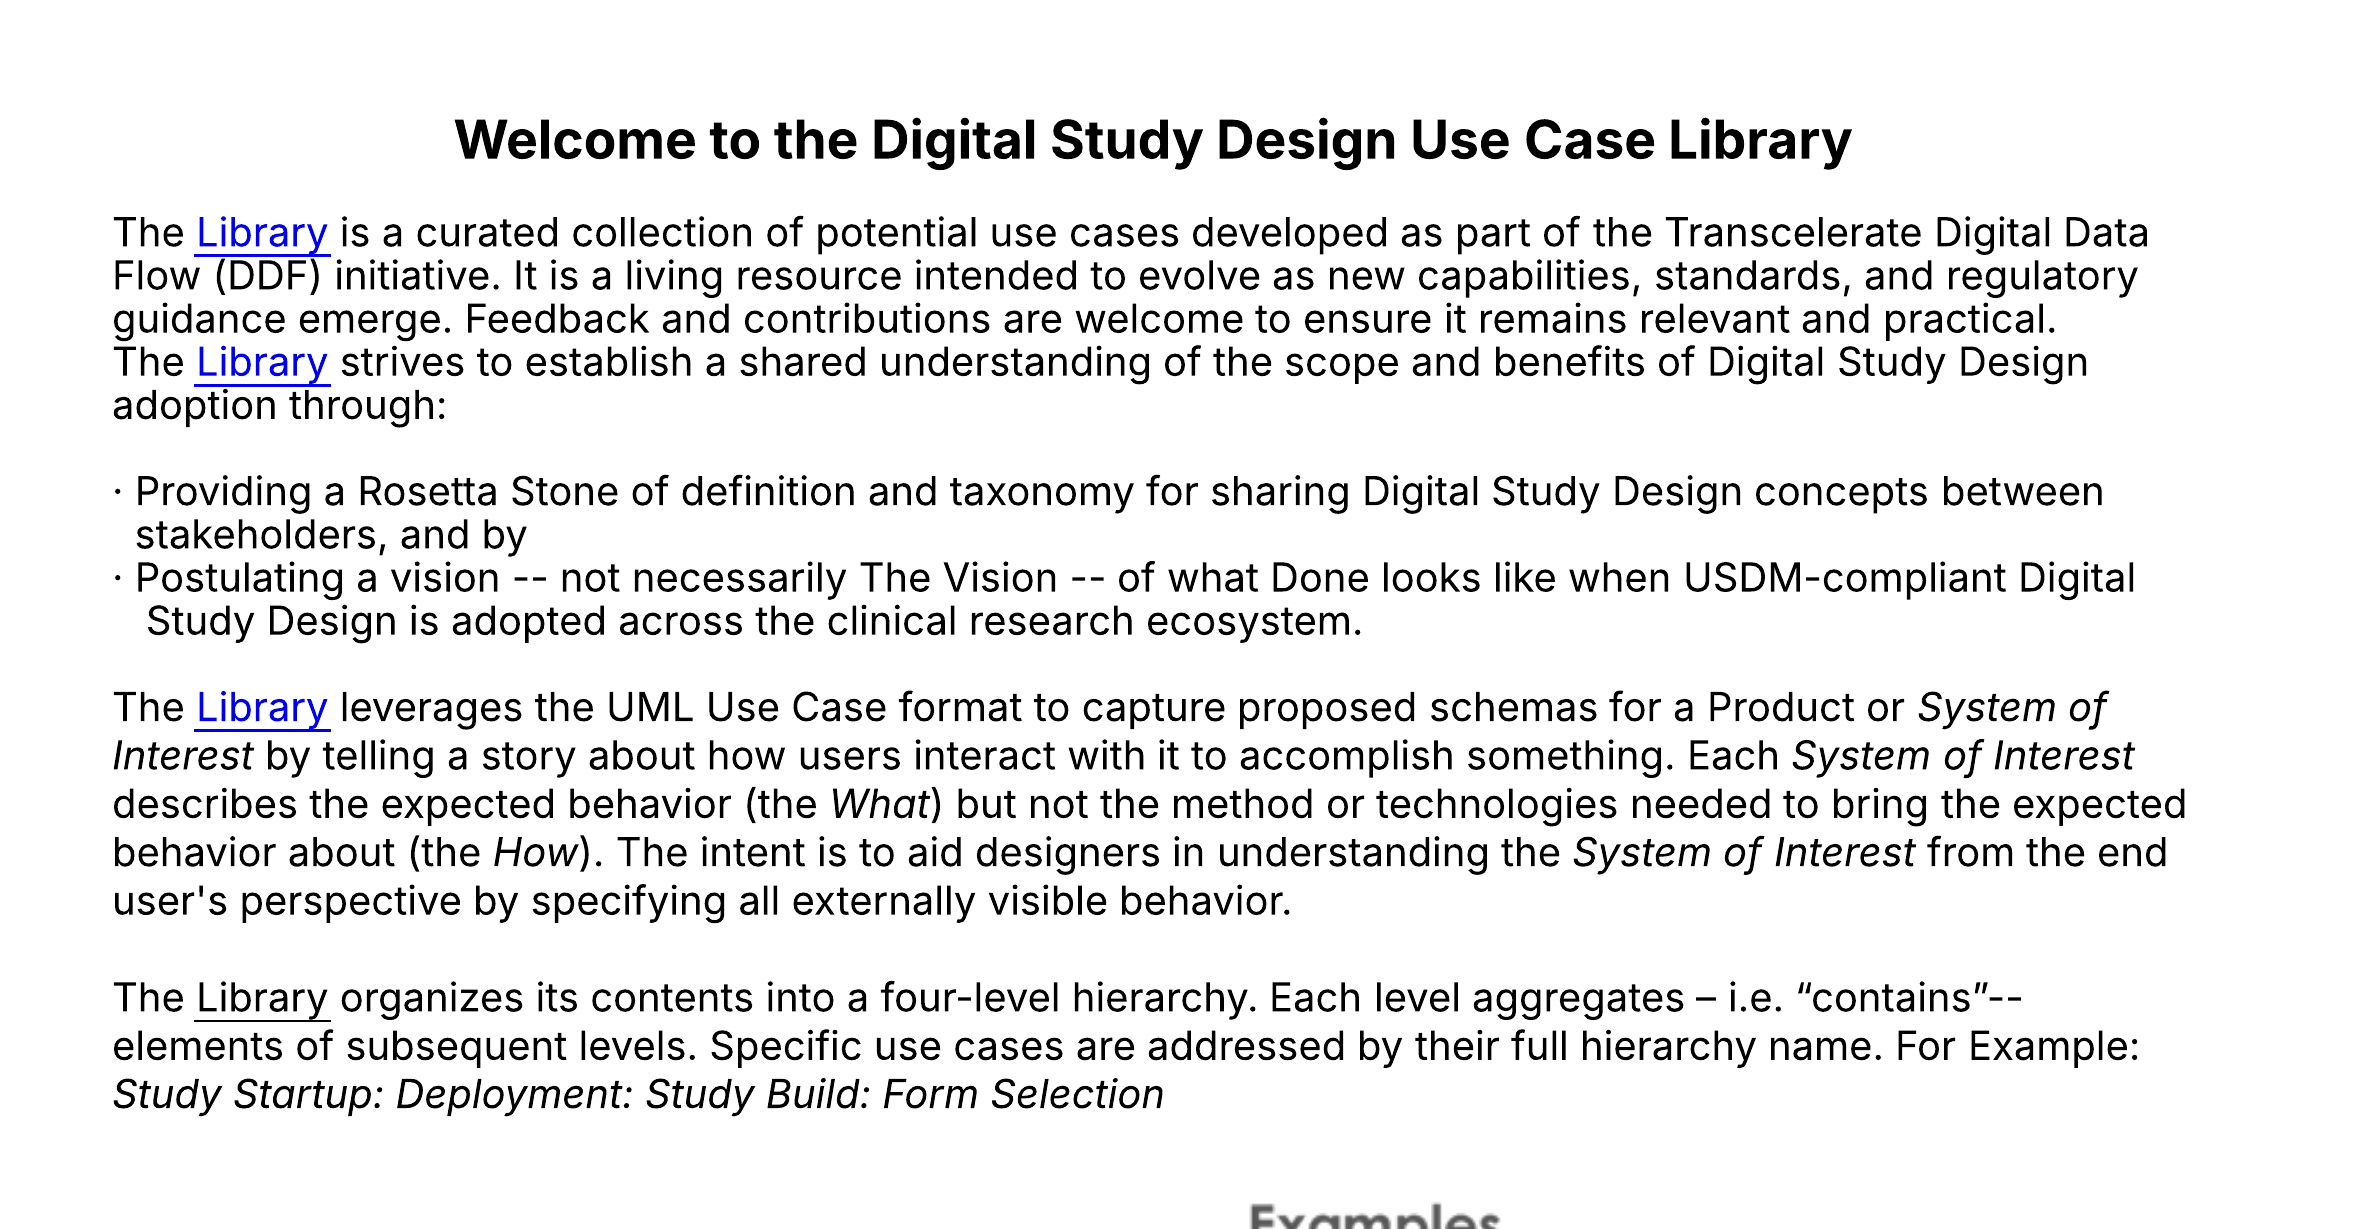 Welcome to the Digital Study Design Use Case Library
The Library is a curated collection of potential use cases developed as part of the Transcelerate Digital Data
Flow (DDF) initiative. It is a living resource intended to evolve as new capabilities, standards, and regulatory
guidance emerge. Feedback and contributions are welcome to ensure it remains relevant and practical.
The Library strives to establish a shared understanding of the scope and benefits of Digital Study Design
adoption through:
· Providing a Rosetta Stone of definition and taxonomy for sharing Digital Study Design concepts between
stakeholders, and by
· Postulating a vision -- not necessarily The Vision -- of what Done looks like when USDM-compliant Digital
Study Design is adopted across the clinical research ecosystem.
The Library leverages the UML Use Case format to capture proposed schemas for a Product or System of
Interest by telling a story about how users interact with it to accomplish something. Each System of Interest
describes the expected behavior (the What) but not the method or technologies needed to bring the expected
behavior about (the How). The intent is to aid designers in understanding the System of Interest from the end
user's perspective by specifying all externally visible behavior.
The Library organizes its contents into a four-level hierarchy. Each level aggregates – i.e. “contains”--
elements of subsequent levels. Specific use cases are addressed by their full hierarchy name. For Example:
Study Startup: Deployment: Study Build: Form Selection
Examples